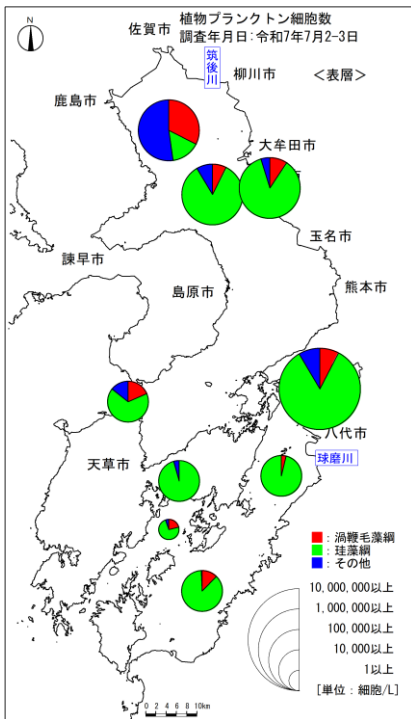 植物プランクトン細胞数
調査年月日:令和7年7月2-3日
N
佐賀市
筑後川
柳川市
<表層>
鹿島市
大牟田市
玉名市
諫早市
島原市
熊本市
八代市
球磨川
天草市
:渦鞭毛藻綱
:珪藻綱
:その他
10,000,000以上
1,000,000以上
100,000以上
10,000以上
1以上
[単位:細胞/L]
0 2 4 6 8 10km